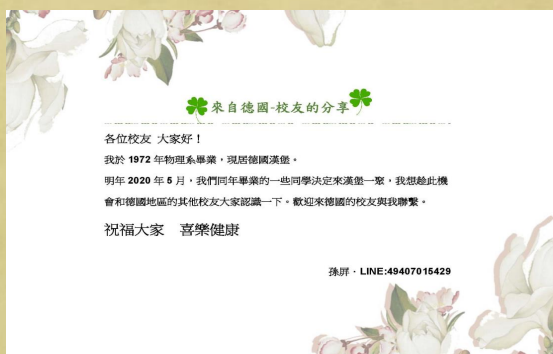 來自德國-校友的分享
各位校友 大家好！
我於 1972 年物理系畢業，現居德國漢堡。
明年 2020 年 5 月，我們同年畢業的一些同學決定來漢堡一聚，我想趁此機
會和德國地區的其他校友大家認識一下。歡迎來德國的校友與我聯繫。
祝福大家　喜樂健康
孫屏．LINE:49407015429